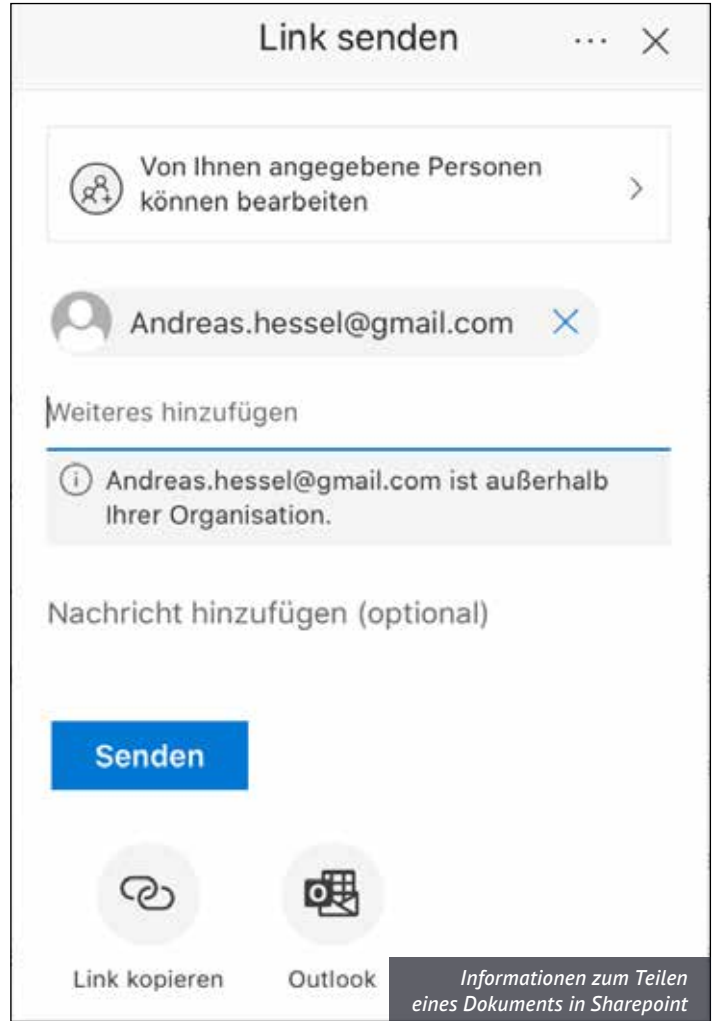 Link senden ...
Von Ihnen angegebene Personen
können bearbeiten
Andreas.hessel@gmail.com
Weiteres hinzufügen
Andreas.hessel@gmail.com ist außerhalb
Ihrer Organisation.
Nachricht hinzufügen (optional)
Senden
Link kopieren
Outlook
Informationen zum Teilen
eines Dokuments in Sharepoint